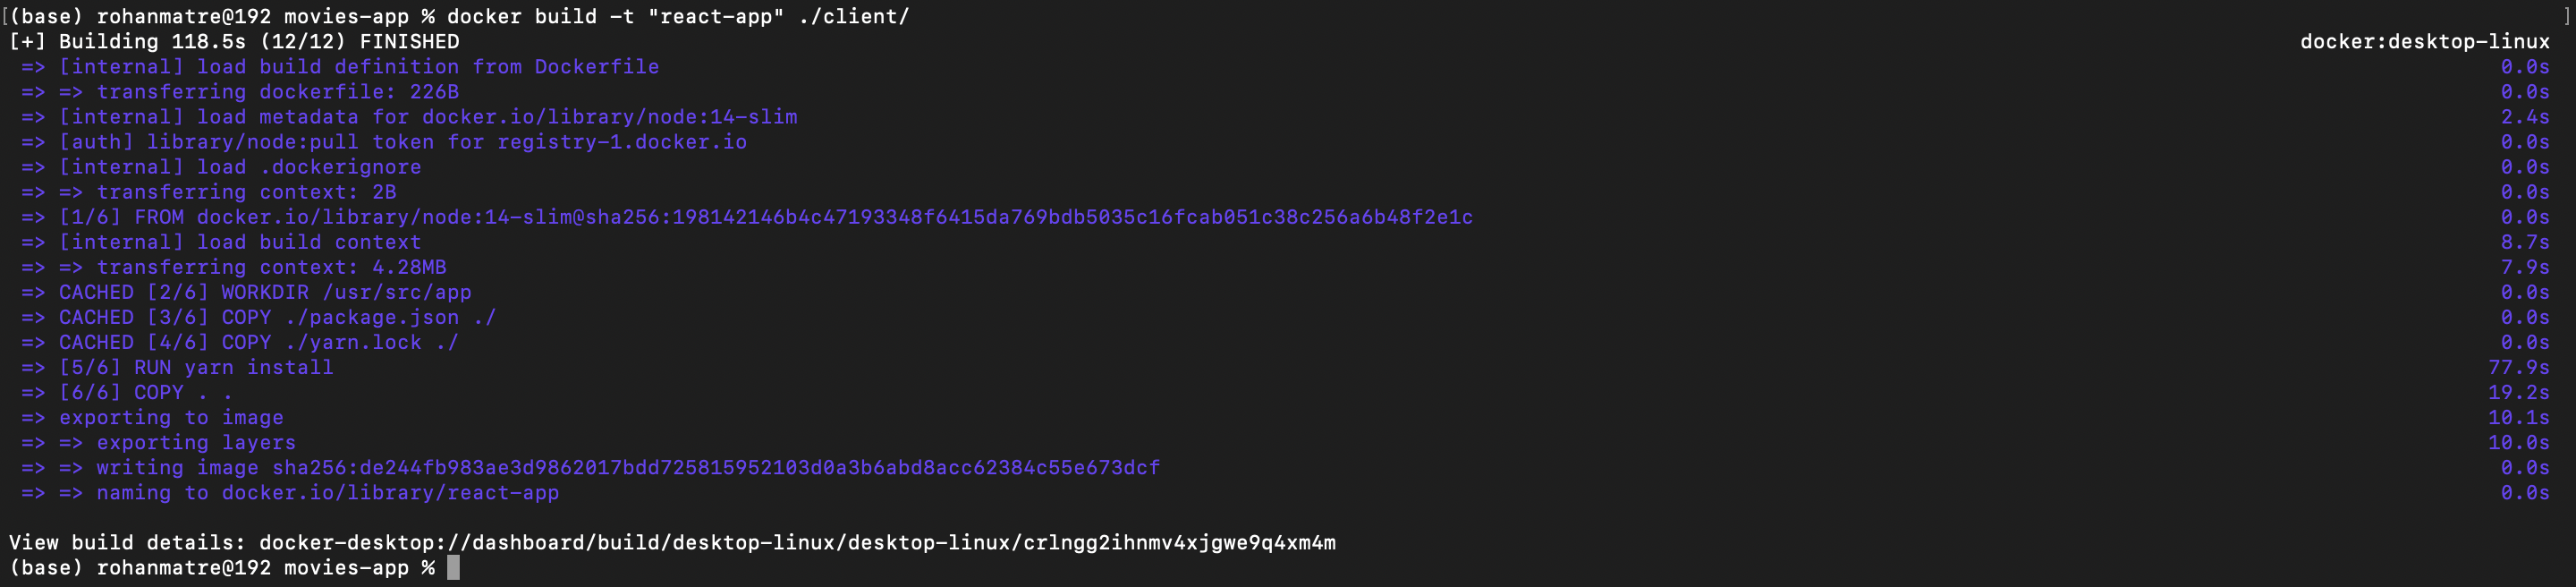 [(base) rohanmatre@192 movies-app % docker build -t "react-app" ./client/ ]
[+] Building 118.5s (12/12) FINISHED docker:desktop-linux
=> [internal] load build definition from Dockerfile 0.0s
=> => transferring dockerfile: 226B 0.0s
=> [internal] load metadata for docker.io/library/node:14-slim 2.4s
=> [auth] library/node:pull token for registry-1.docker.io 0.0s
=> [internal] load .dockerignore 0.0s
=> => transferring context: 2B 0.0s
=> [1/6] FROM docker.io/library/node:14-slim@sha256:198142146b4c47193348f6415da769bdb5035c16fcab051c38c256a6b48f2e1c 0.0s
=> [internal] load build context 8.7s
=> => transferring context: 4.28MB 7.9s
=> CACHED [2/6] WORKDIR /usr/src/app 0.0s
=> CACHED [3/6] COPY ./package.json ./ 0.0s
=> CACHED [4/6] COPY ./yarn.lock ./ 0.0s
=> [5/6] RUN yarn install 77.9s
=> [6/6] COPY . . 19.2s
=> exporting to image 10.1s
=> => exporting layers 10.0s
=> => writing image sha256:de244fb983ae3d9862017bdd725815952103d0a3b6abd8acc62384c55e673dcf 0.0s
=> => naming to docker.io/library/react-app 0.0s
View build details: docker-desktop://dashboard/build/desktop-linux/desktop-linux/crlngg2ihnmv4xjgwe9q4xm4m
(base) rohanmatre@192 movies-app %